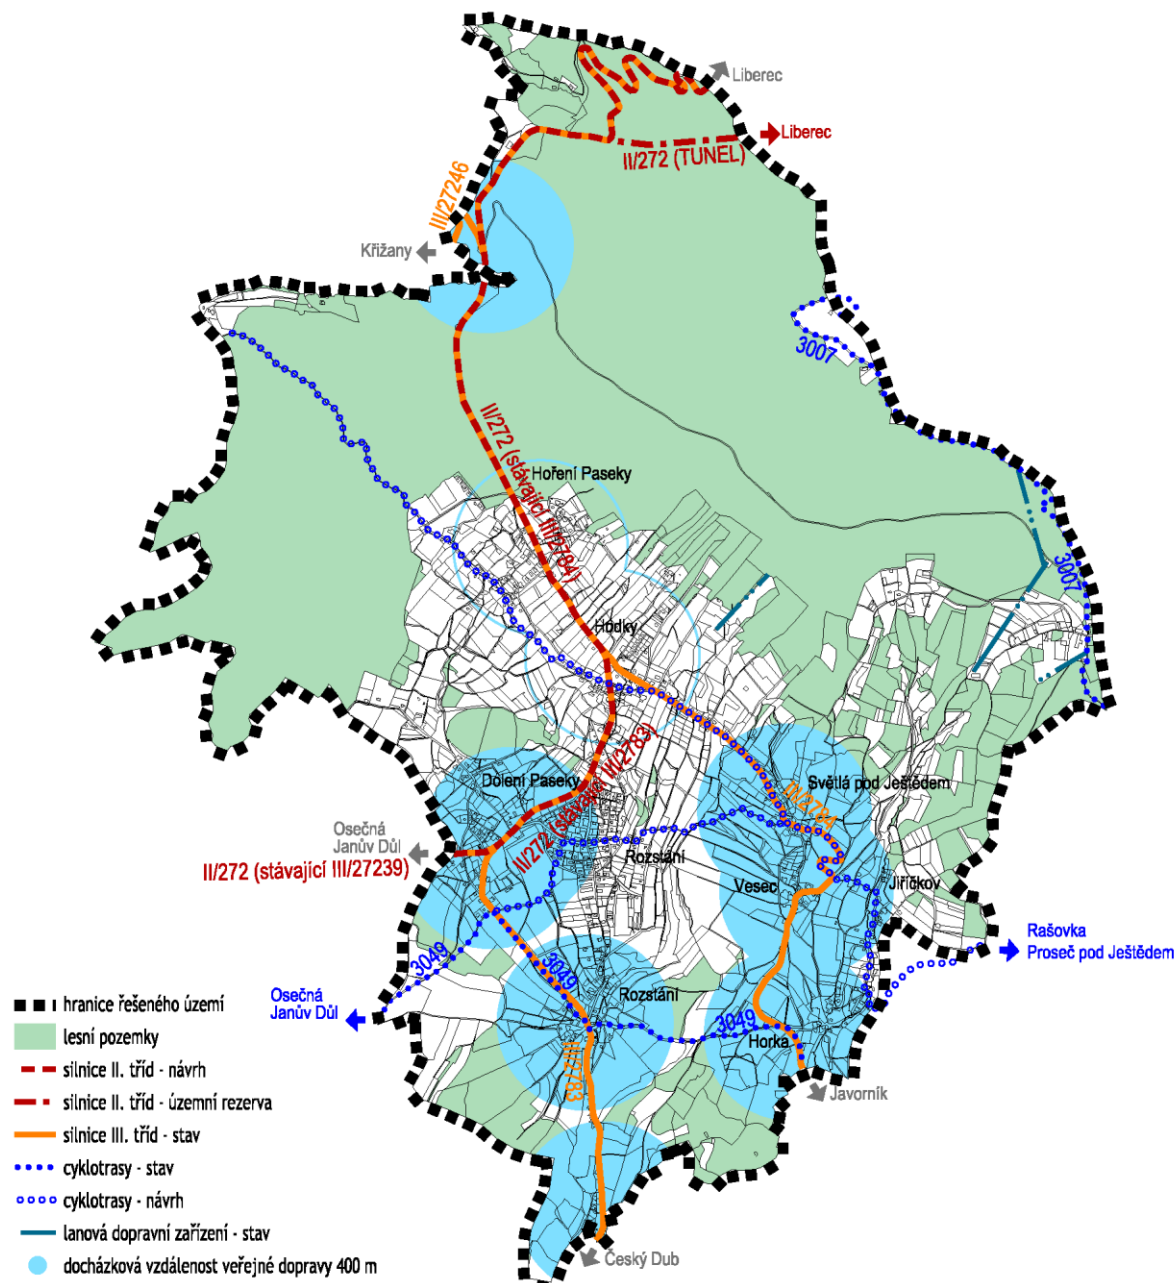 Liberec
Liberec
II/272 (TUNEL)
III/27246
Křižany
3007
II/272 (stávající III/2784)
Hoření Paseky
3007
Hodky
Dolení Paseky
II/272 (stávající III/2783)
Světlá pod Ještědem
III/2784
Osečná
Janův Důl
II/272 (stávající III/27239)
Rozstání
Vesec
Jiříčkov
Rašovka
Proseč pod Ještědem
3049
3049
Osečná
Janův Důl
Rozstání
3049
Horka
III/2783
Javorník
Český Dub
hranice řešeného území
lesní pozemky
silnice II. tříd - návrh
silnice II. tříd - územní rezerva
silnice III. tříd - stav
cyklotrasy - stav
cyklotrasy - návrh
lanová dopravní zařízení - stav
docházková vzdálenost veřejné dopravy 400 m